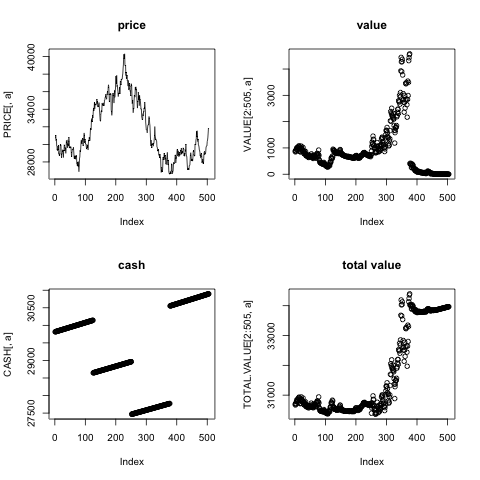 price
PRICE[, a]
28000
34000
40000
0
100
200
300
400
500
Index
value
VALUE[2:505, a]
0
1000
3000
0
100
200
300
400
500
Index
cash
CASH[, a]
27500
29000
30500
0
100
200
300
400
500
Index
total value
TOTAL.VALUE[2:505, a]
31000
33000
0
100
200
300
400
500
Index